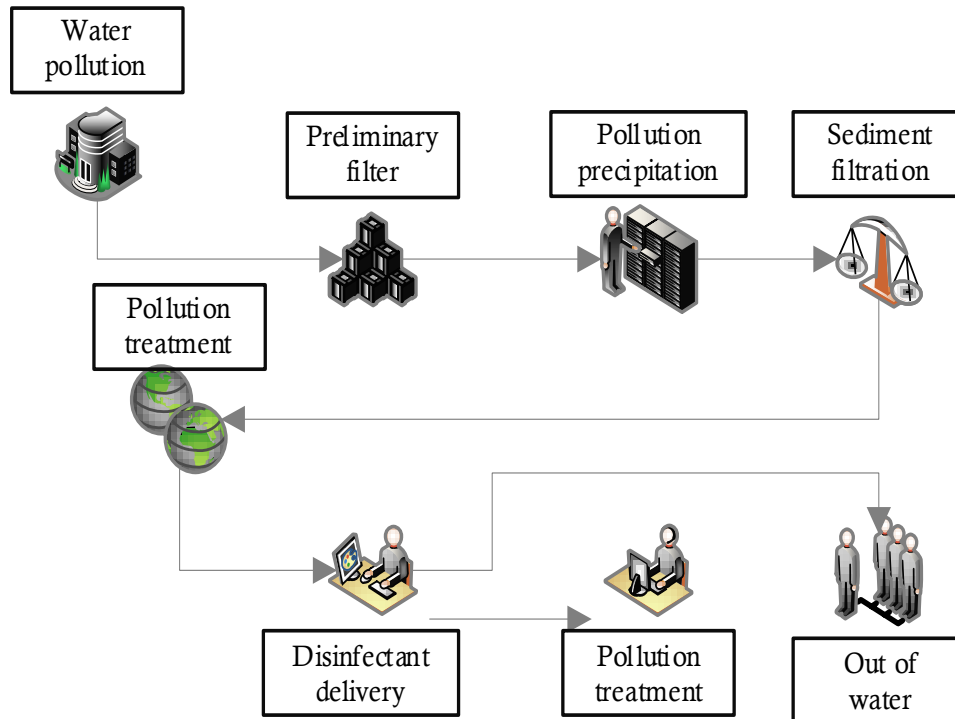 Water
pollution
Preliminary
filter
Pollution
precipitation
Sediment
filtration
Pollution
treatment
Disinfectant
delivery
Pollution
treatment
Out of
water